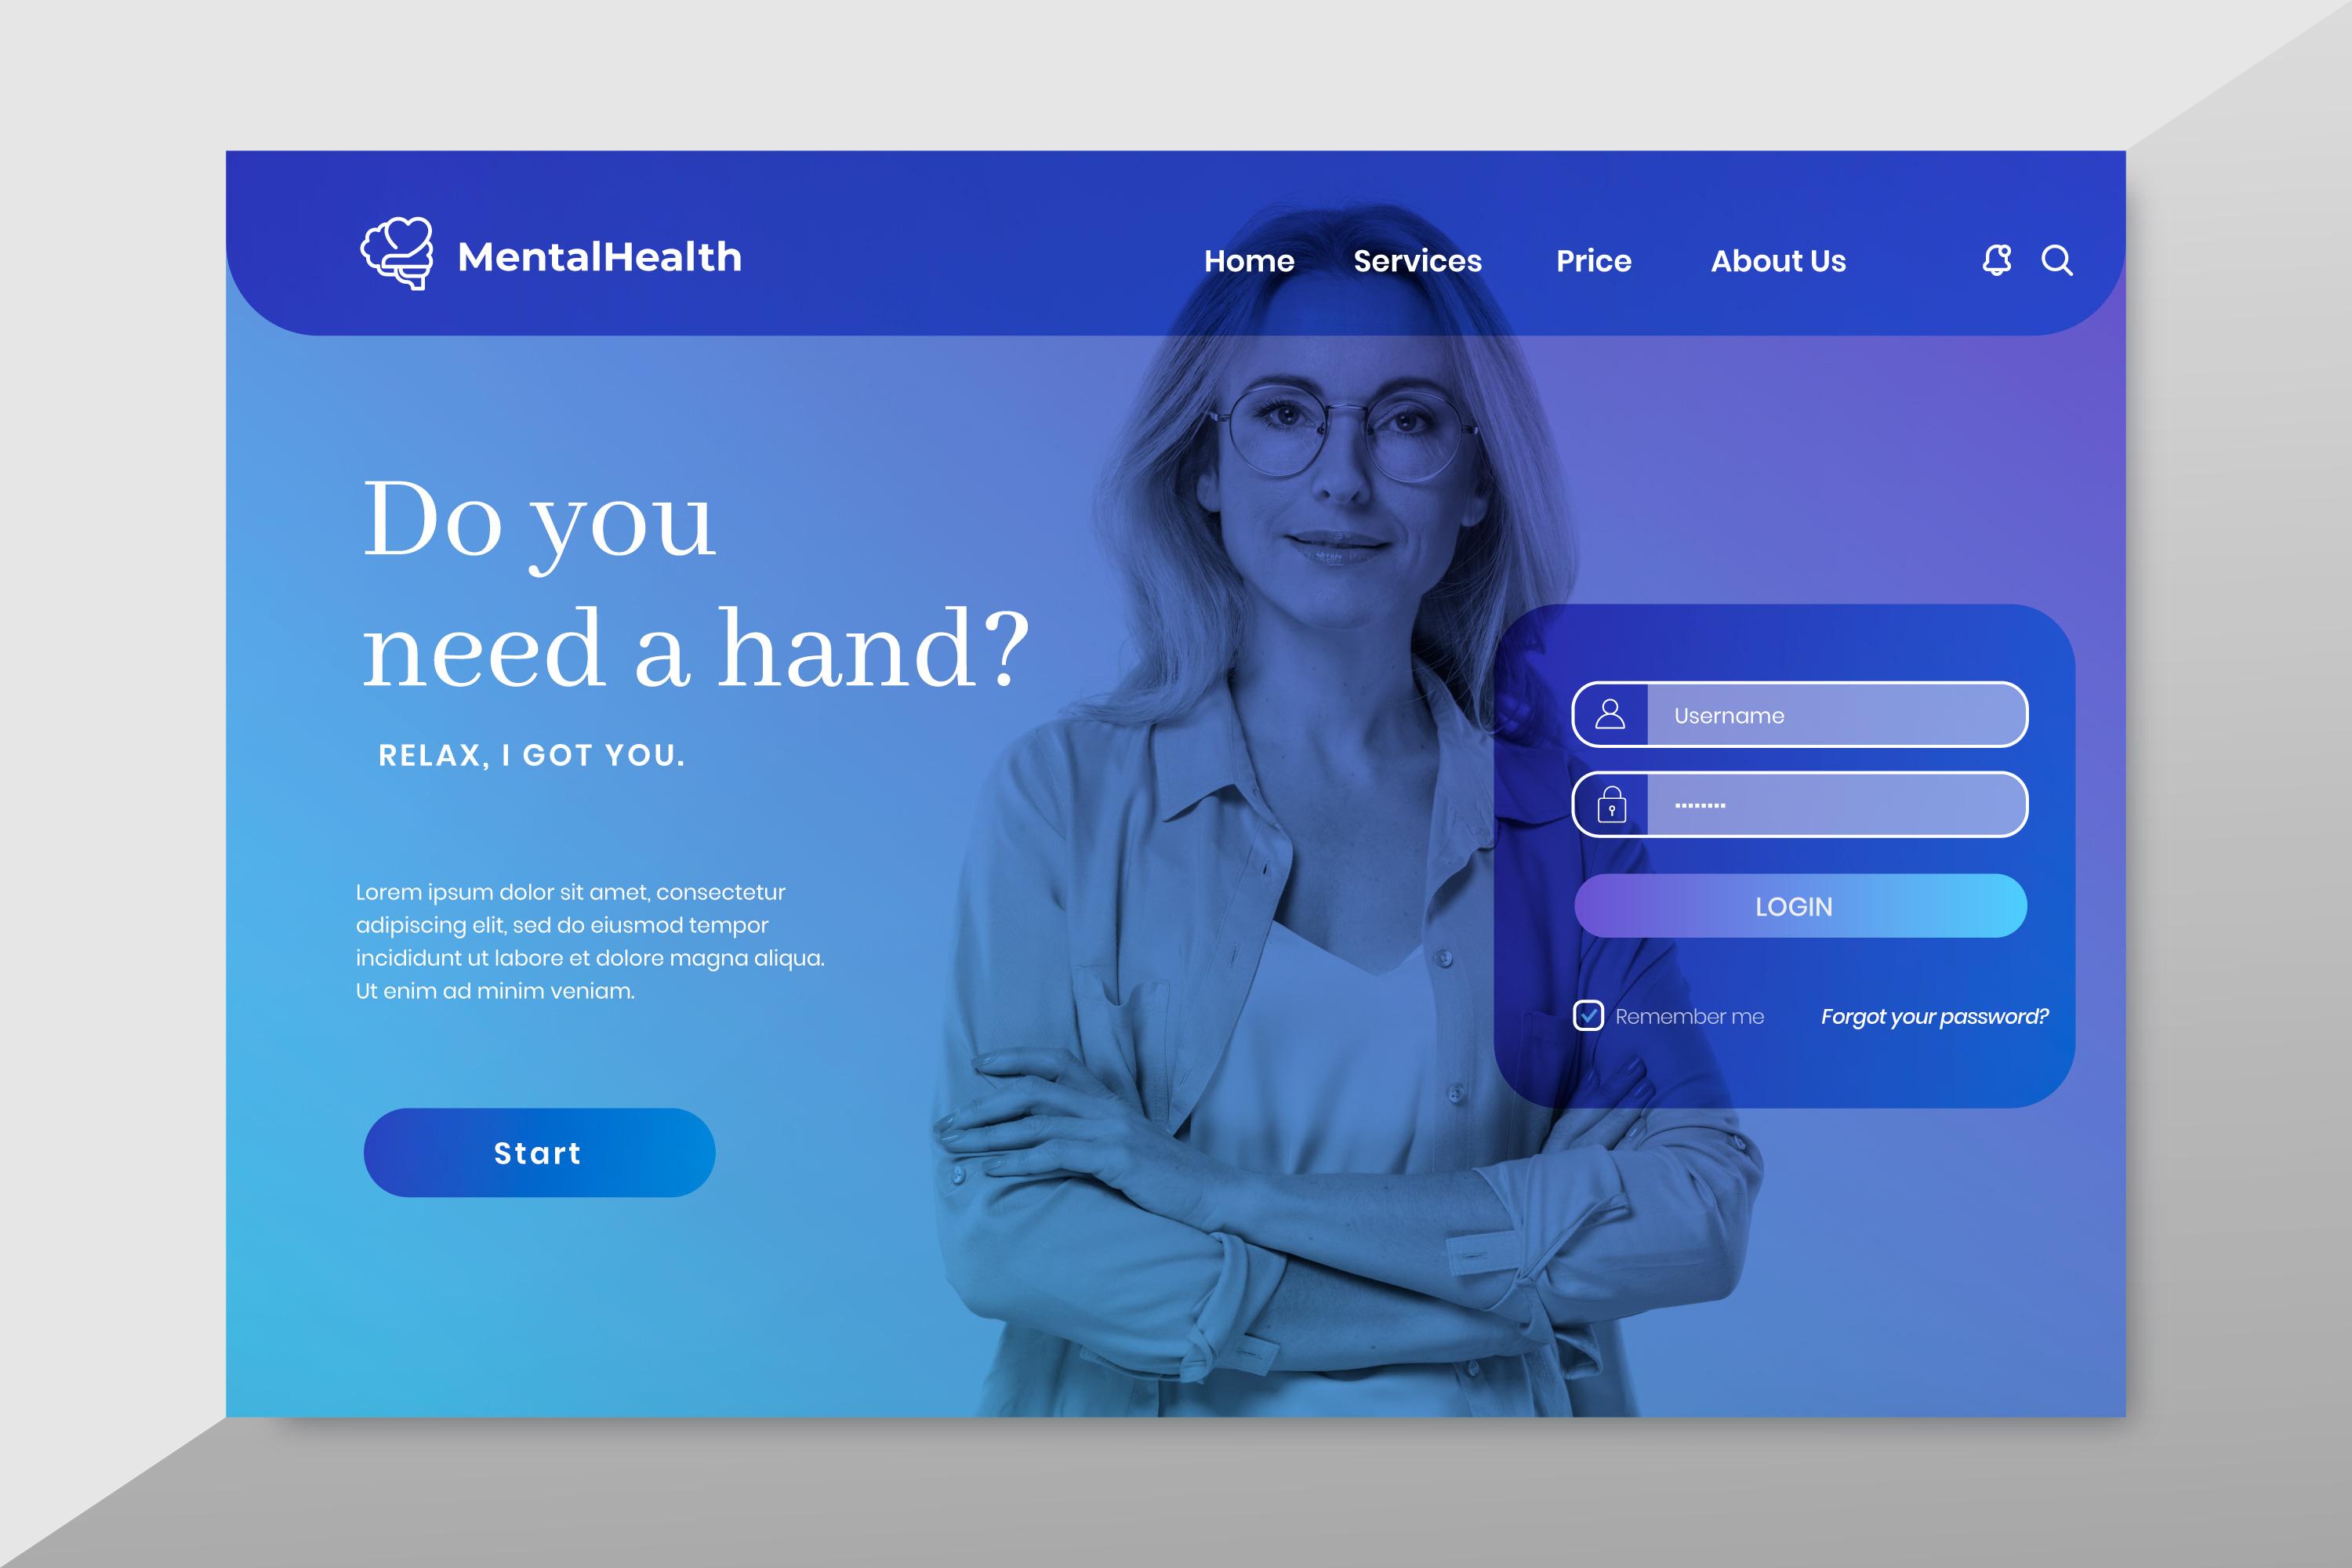 MentalHealth
Home Services Price About Us
Do you
need a hand?
RELAX, I GOT YOU.
Lorem ipsum dolor sit amet, consectetur
adipiscing elit, sed do eiusmod tempor
incididunt ut labore et dolore magna aliqua.
Ut enim ad minim veniam.
Start
Username
LOGIN
Remember me Forgot your password?